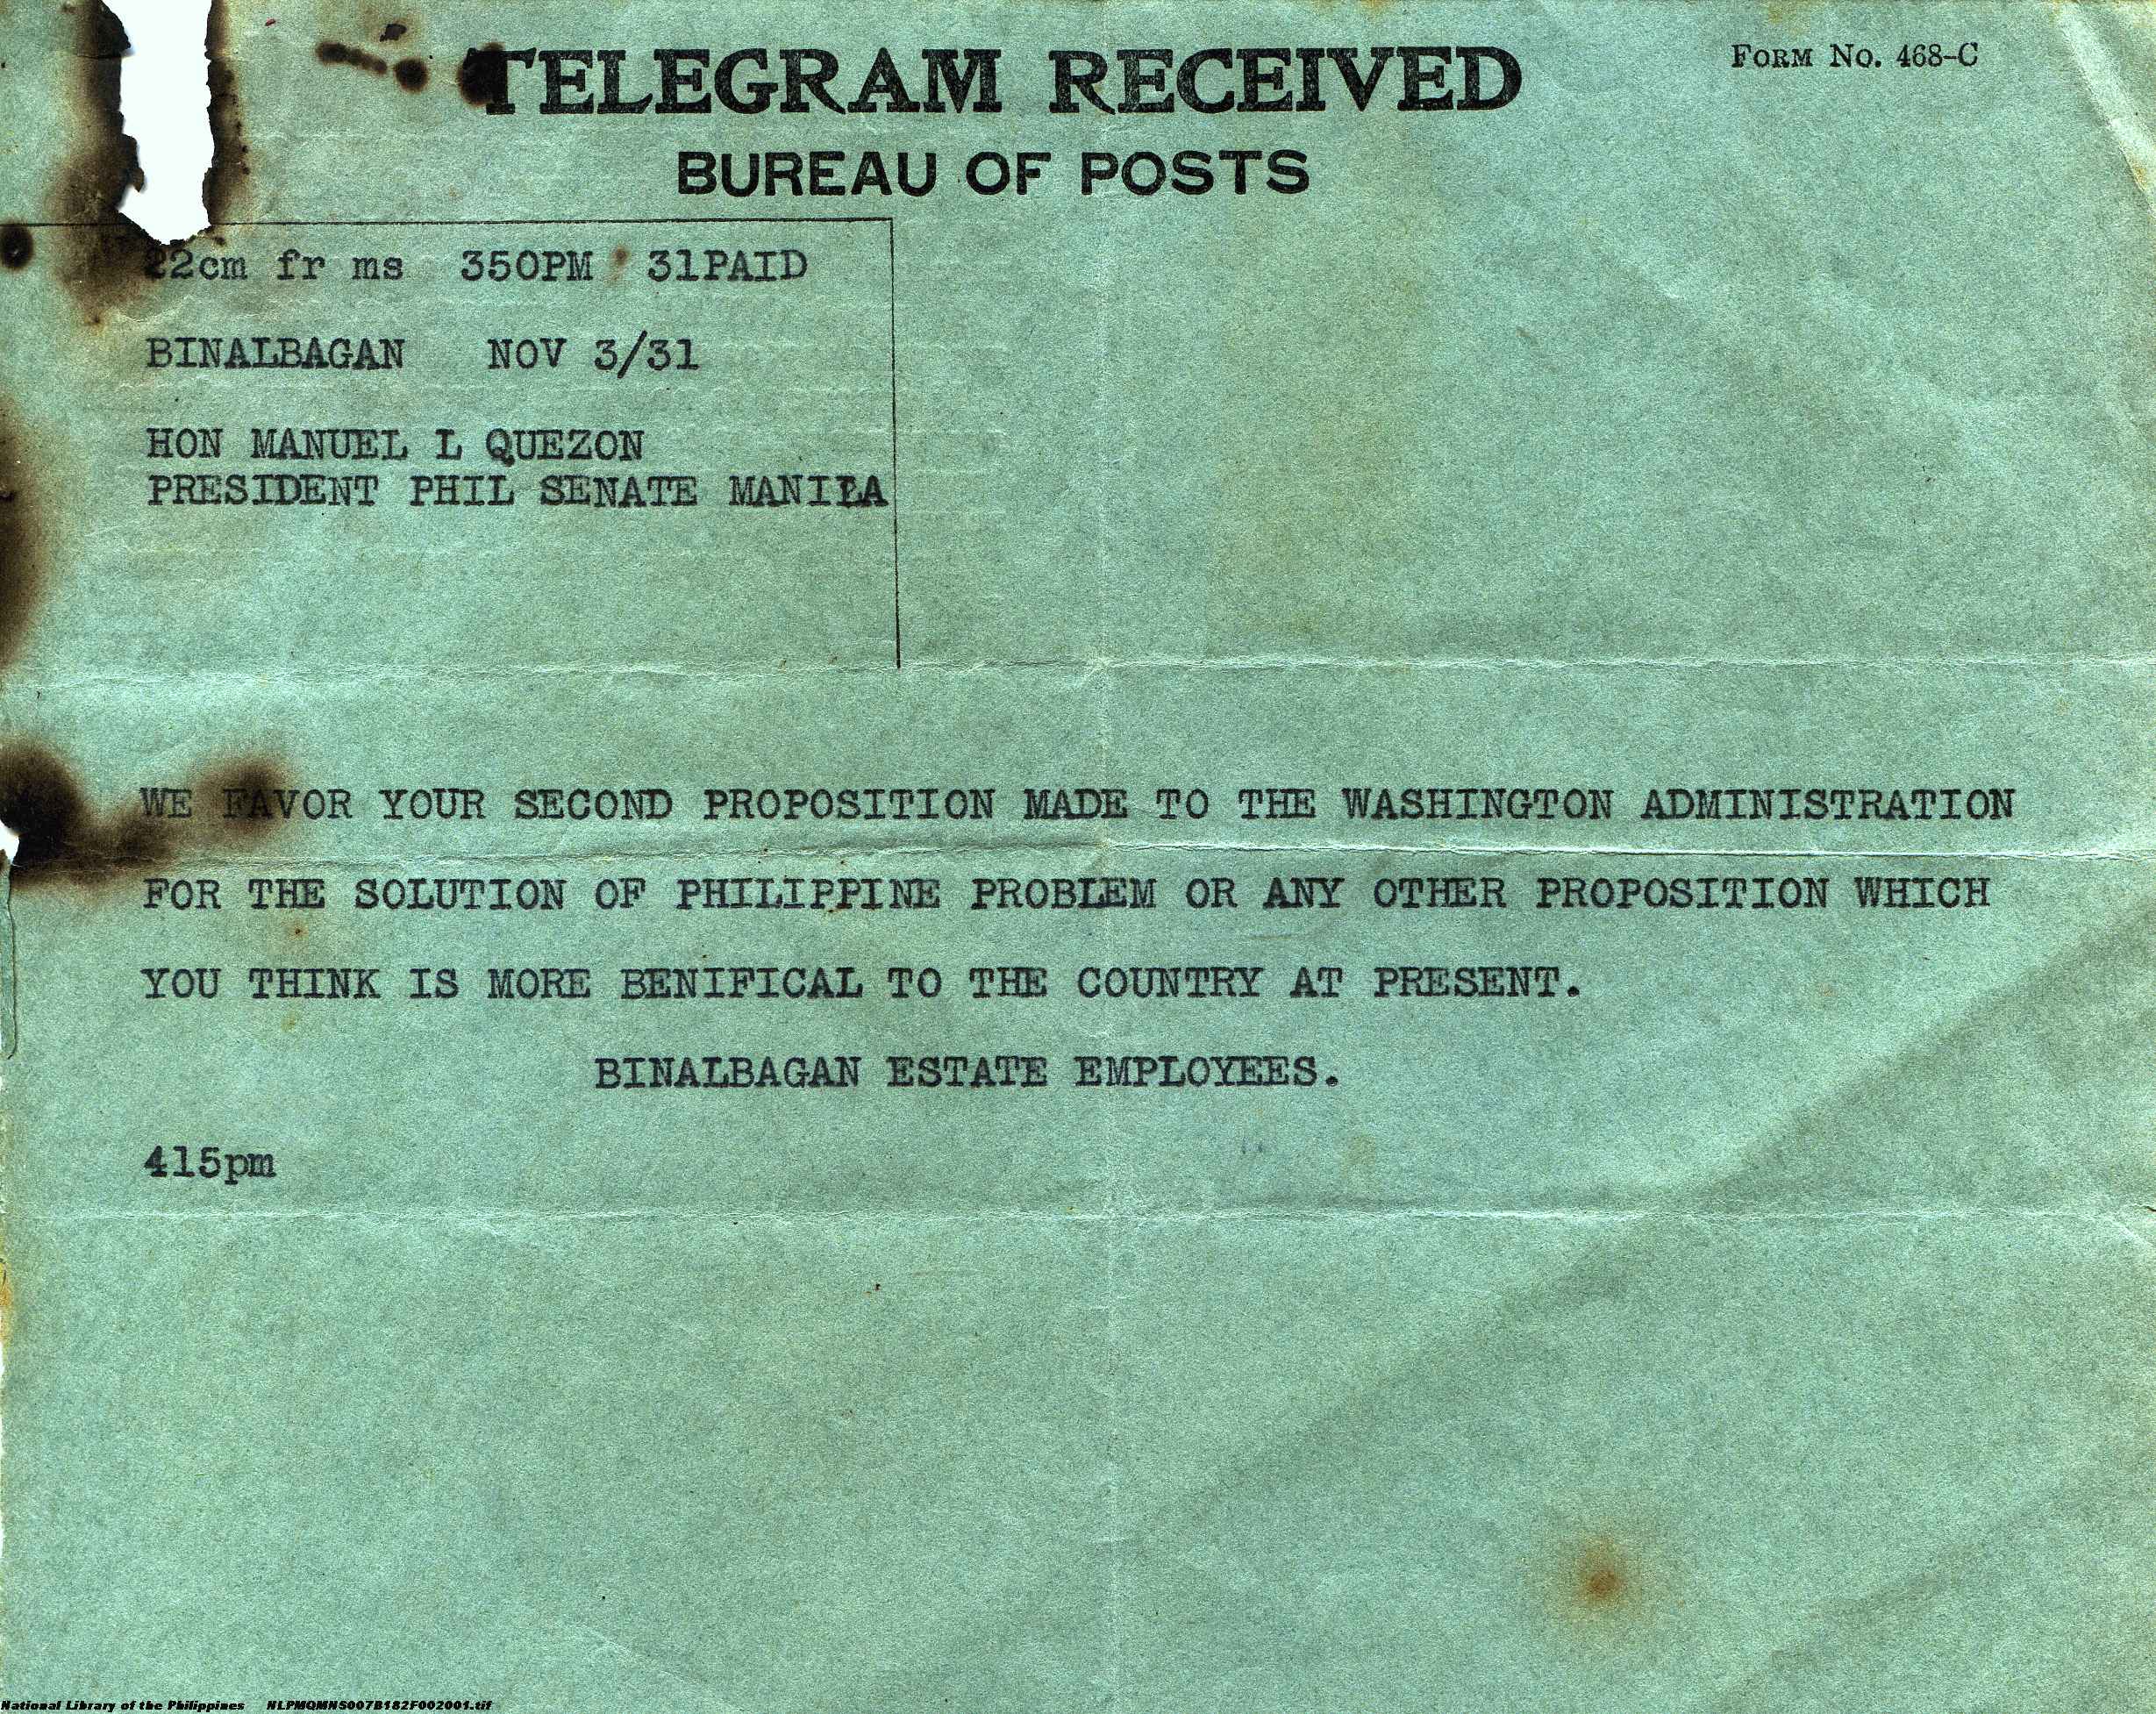 TELEGRAM RECEIVED
FORM NO. 468-C
BUREAU OF POSTS
22cm fr ms 350PM 31PAID
BINALBAGAN NOV 3/31
HON MANUEL L QUEZON
PRESIDENT PHIL SENATE MANILA
WE FAVOR YOUR SECOND PROPOSITION MADE TO THE WASHINGTON ADMINISTRATION
FOR THE SOLUTION OF PHILIPPINE PROBLEM OR ANY OTHER PROPOSITION WHICH
YOU THINK IS MORE BENIFICAL TO THE COUNTRY AT PRESENT.
BINALBAGAN ESTATE EMPLOYEES.
415pm
National Library of the Philippines NLPMQMNS007B182F002001.tif